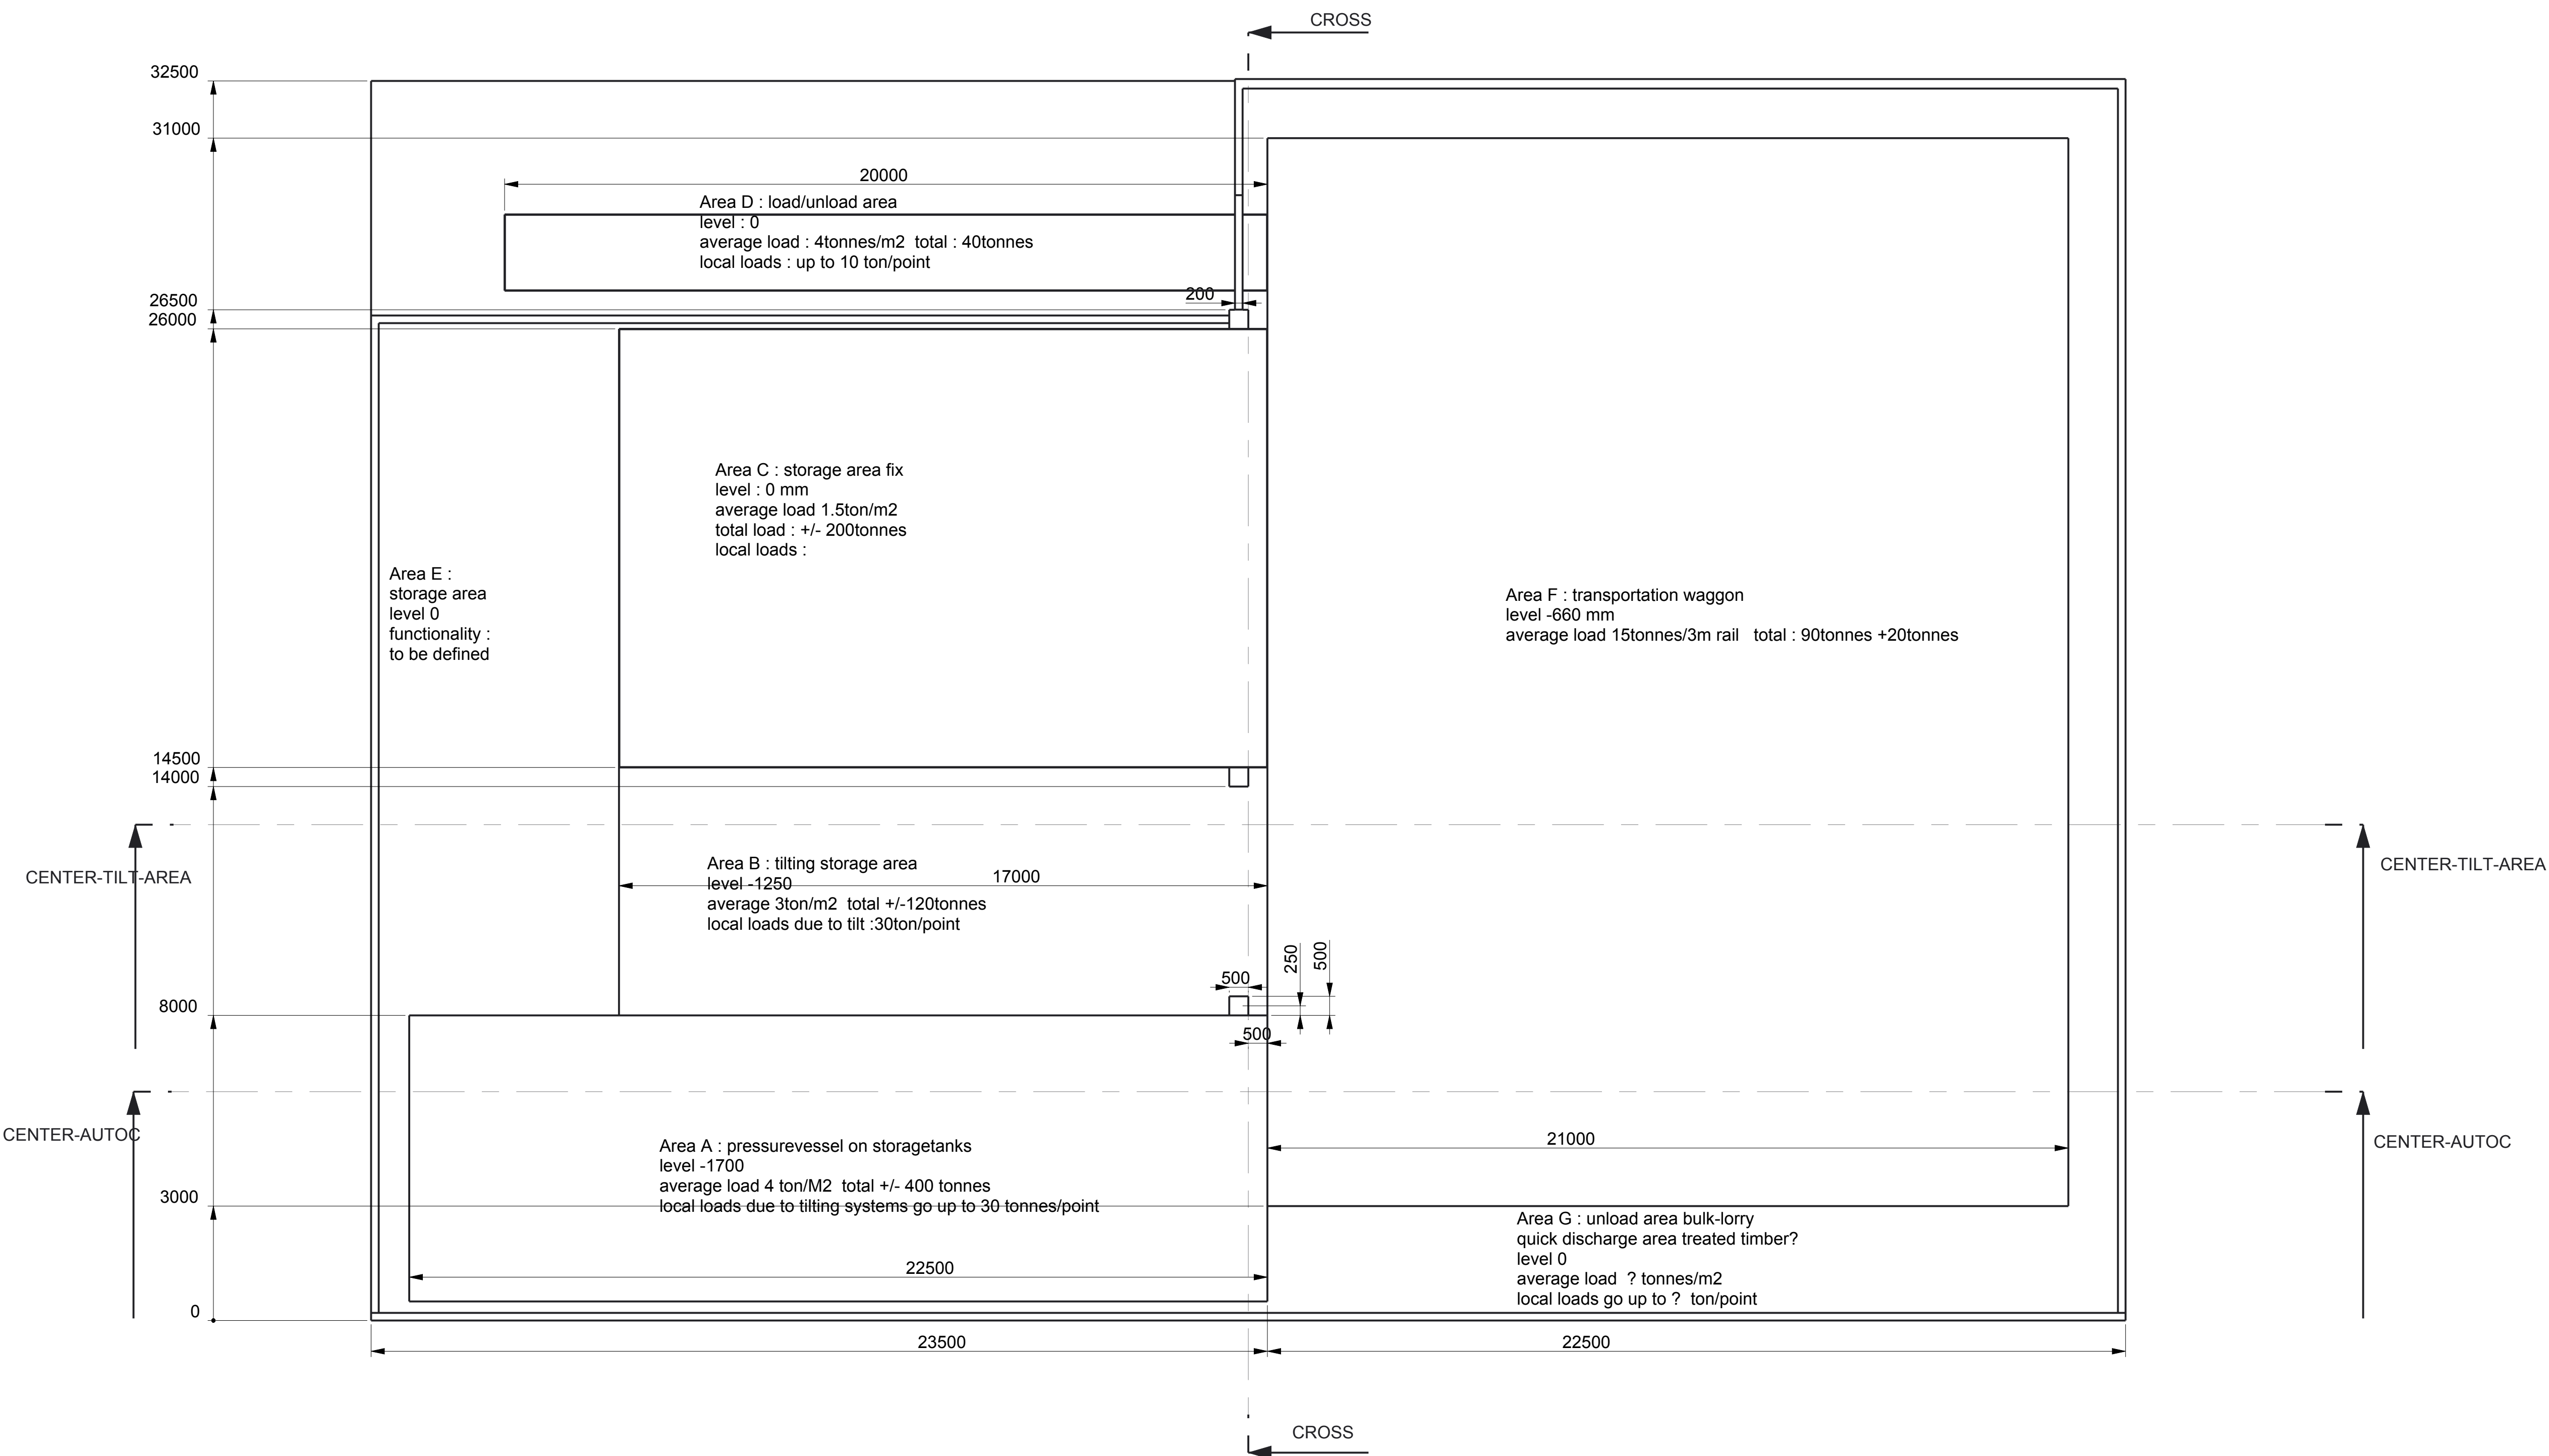 CROSS
32500
31000
20000
Area D : load/unload area
level : 0
average load : 4tonnes/m2  total : 40tonnes
local loads : up to 10 ton/point
200
26500
26000
Area C : storage area fix
level : 0 mm
average load 1.5ton/m2
total load : +/- 200tonnes
local loads :
Area E :
storage area
level 0
functionality :
to be defined
Area F : transportation waggon
level -660 mm
average load 15tonnes/3m rail   total : 90tonnes +20tonnes
14500
14000
CENTER-TILT-AREA
CENTER-TILT-AREA
Area B : tilting storage area
level -1250
17000
average 3ton/m2  total +/-120tonnes
local loads due to tilt :30ton/point
250
500
500
8000
500
CENTER-AUTOC
CENTER-AUTOC
21000
Area A : pressurevessel on storagetanks
level -1700
average load 4 ton/M2  total +/- 400 tonnes
local loads due to tilting systems go up to 30 tonnes/point
3000
Area G : unload area bulk-lorry
quick discharge area treated timber?
level 0
average load  ? tonnes/m2
local loads go up to ?  ton/point
22500
0
23500
22500
CROSS